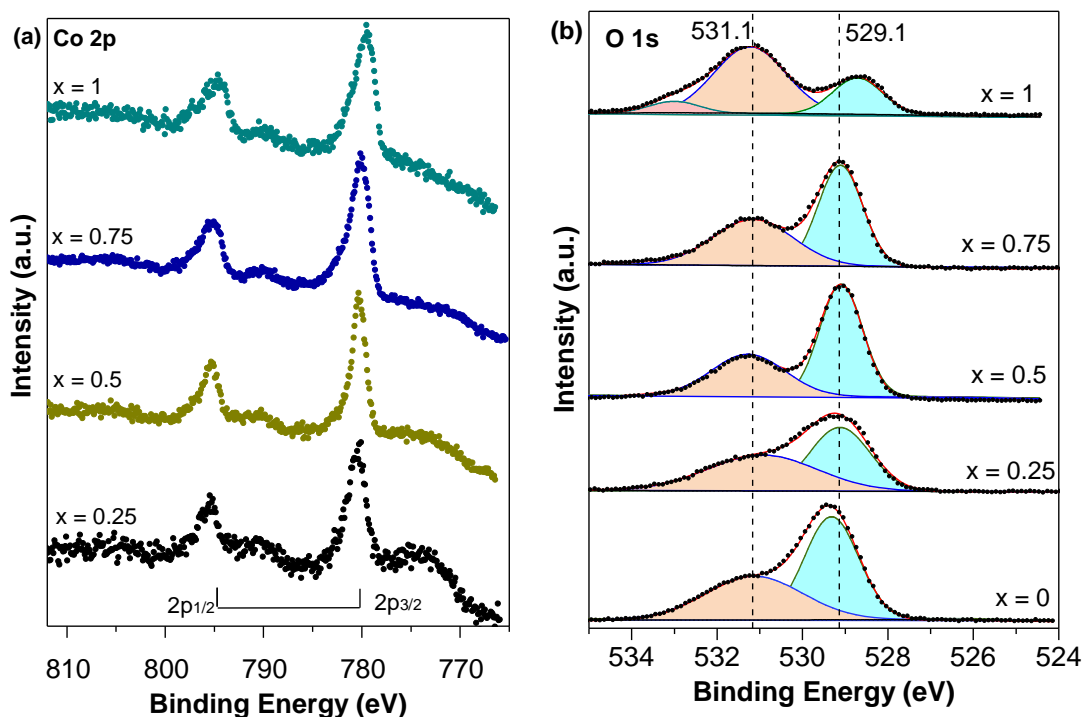 (a) Co 2p
x = 1
x = 0.75
x = 0.5
x = 0.25
2p1/2
2p3/2
810 800 790 780 770
Binding Energy (eV)
Intensity (a.u.)
(b) O 1s
531.1 529.1
x = 1
x = 0.75
x = 0.5
x = 0.25
x = 0
534 532 530 528 526 524
Binding Energy (eV)
Intensity (a.u.)